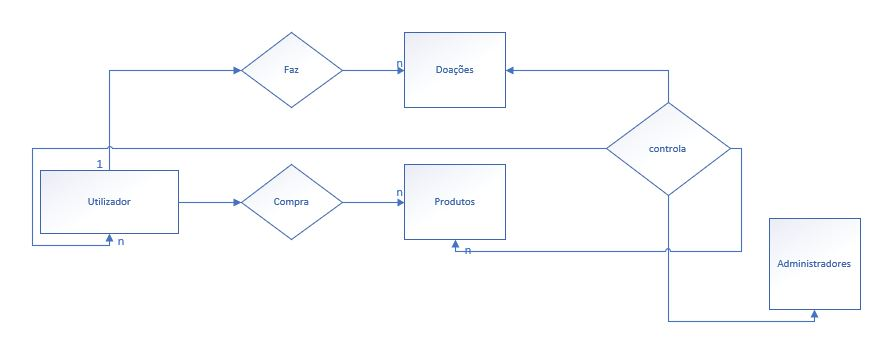 Faz
n
Doações
controla
1
Utilizador
Compra
n
Produtos
n
n
Administradores